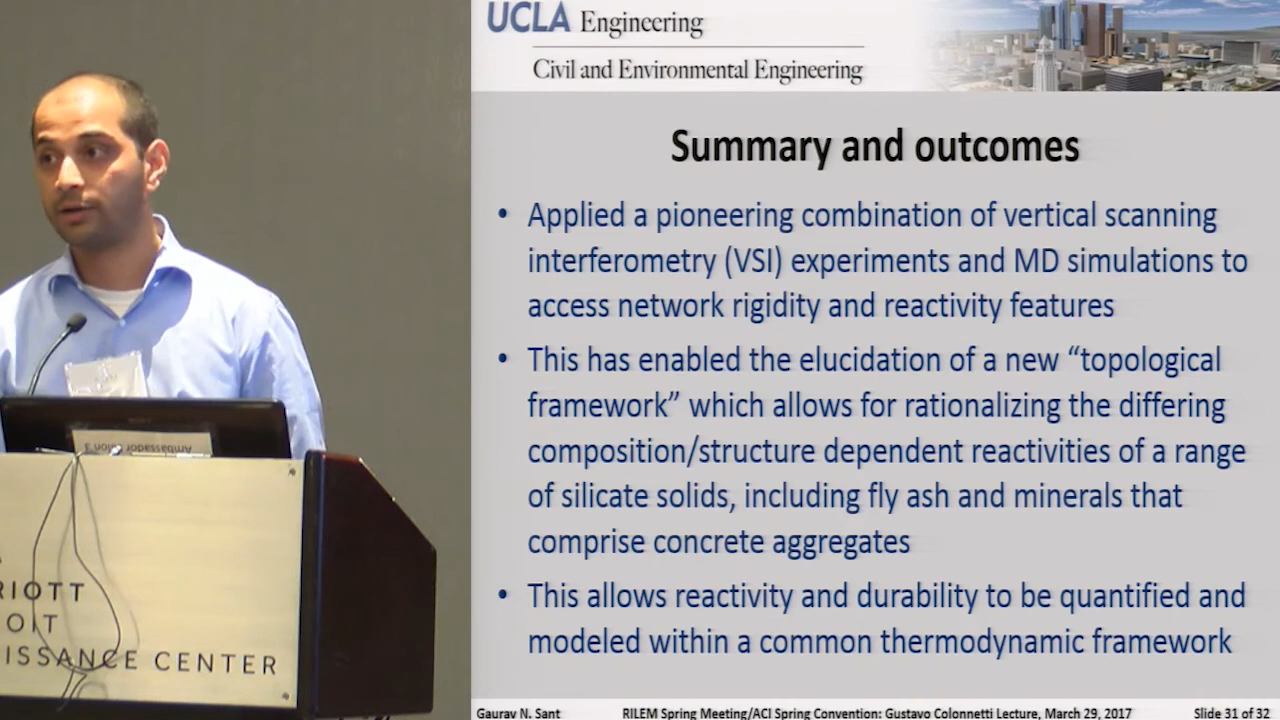 UCLA Engineering
Civil and Environmental Engineering
Summary and outcomes
• Applied a pioneering combination of vertical scanning
interferometry (VSI) experiments and MD simulations to
access network rigidity and reactivity features
• This has enabled the elucidation of a new “topological
framework” which allows for rationalizing the differing
composition/structure dependent reactivities of a range
of silicate solids, including fly ash and minerals that
comprise concrete aggregates
• This allows reactivity and durability to be quantified and
modeled within a common thermodynamic framework
Gaurav N. Sant
RILEM Spring Meeting/ACI Spring Convention: Gustavo Colonnetti Lecture, March 29, 2017
Slide 31 of 32
Ambassador Salon 3
RIOTT
OIT
ISSANCE CENTER